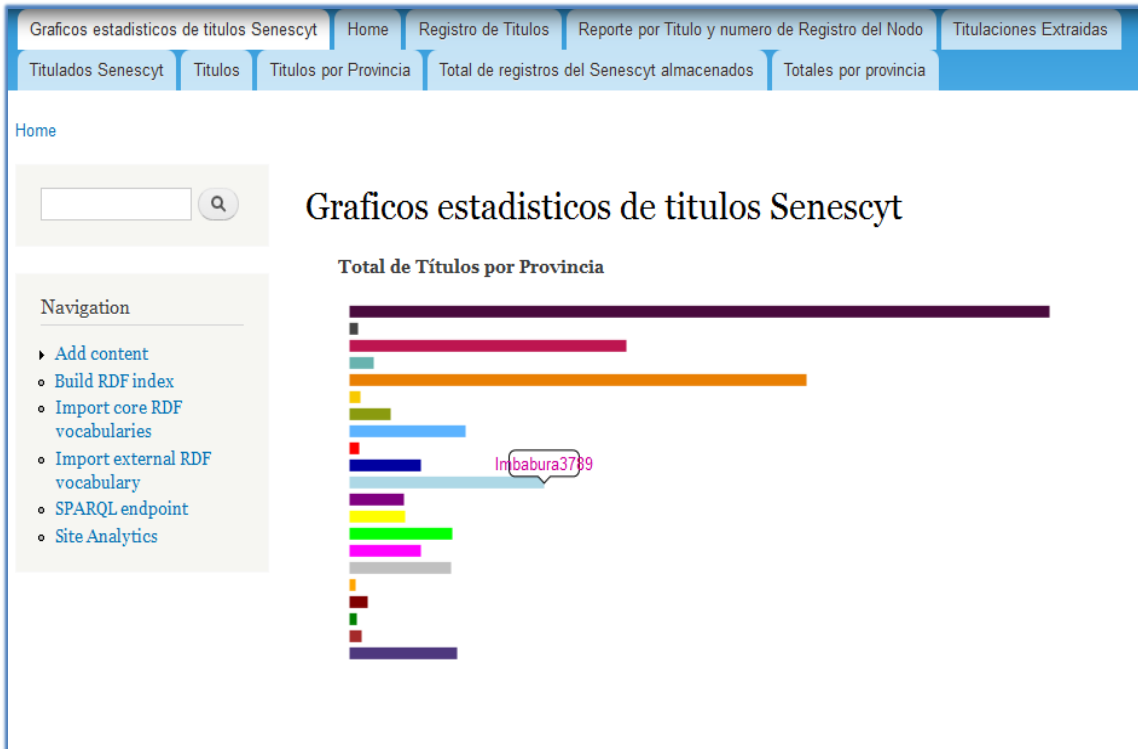 Graficos estadisticos de titulos Senescyt
Home
Registro de Titulos
Reporte por Titulo y numero de Registro del Nodo
Titulaciones Extraidas
Titulados Senescyt
Titulos
Titulos por Provincia
Total de registros del Senescyt almacenados
Totales por provincia
Home
Graficos estadisticos de titulos Senescyt
Total de Títulos por Provincia
Navigation
Add content
Build RDF index
Import core RDF
vocabularies
Import external RDF
vocabulary
SPARQL endpoint
Site Analytics
Imbabura3789